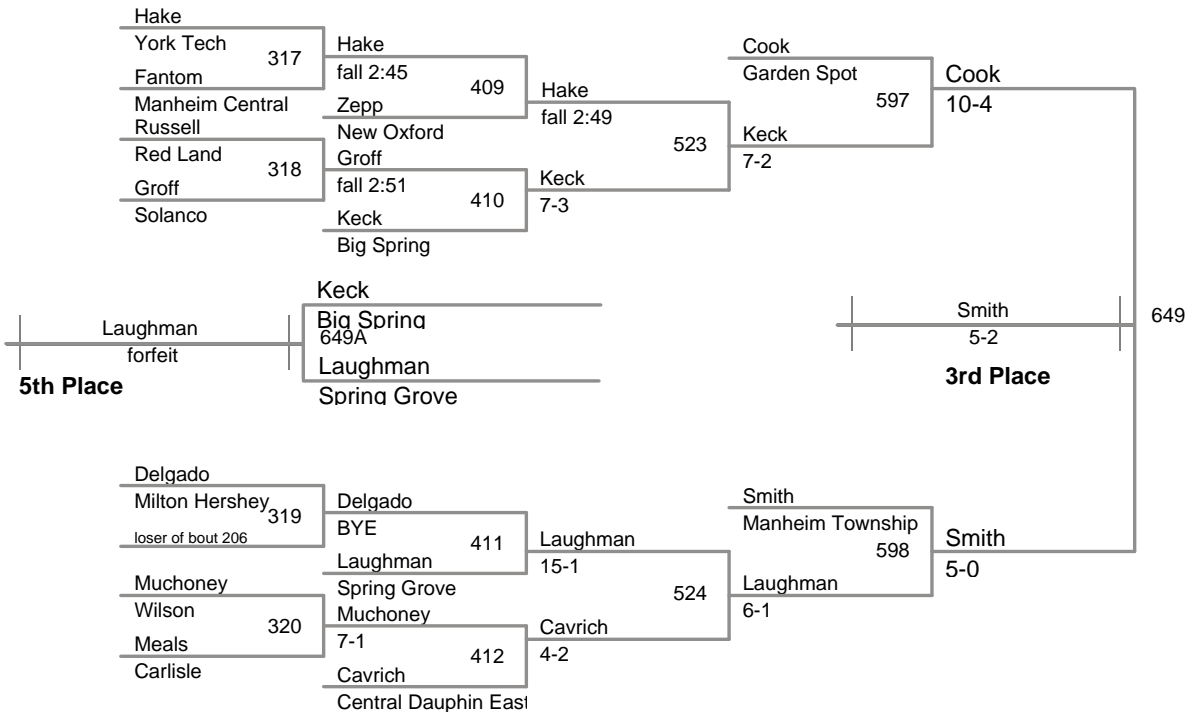 Hake
York Tech
317
Fantom
Manheim Central
Russell
Red Land
318
Groff
Solanco
Hake
fall 2:45
409
Zepp
New Oxford
Groff
fall 2:51
410
Keck
Big Spring
Hake
fall 2:49
523
Keck
7-3
Cook
Garden Spot
597
Keck
7-2
Cook
10-4
Keck
Big Spring
649A
Laughman
Spring Grove
Laughman
forfeit
5th Place
Smith
5-2
3rd Place
649
Delgado
Milton Hershey
319
loser of bout 206
Muchoney
Wilson
320
Meals
Carlisle
Delgado
BYE
411
Laughman
Spring Grove
Muchoney
7-1
412
Cavrich
Central Dauphin East
Laughman
15-1
524
Cavrich
4-2
Smith
Manheim Township
598
Laughman
6-1
Smith
5-0